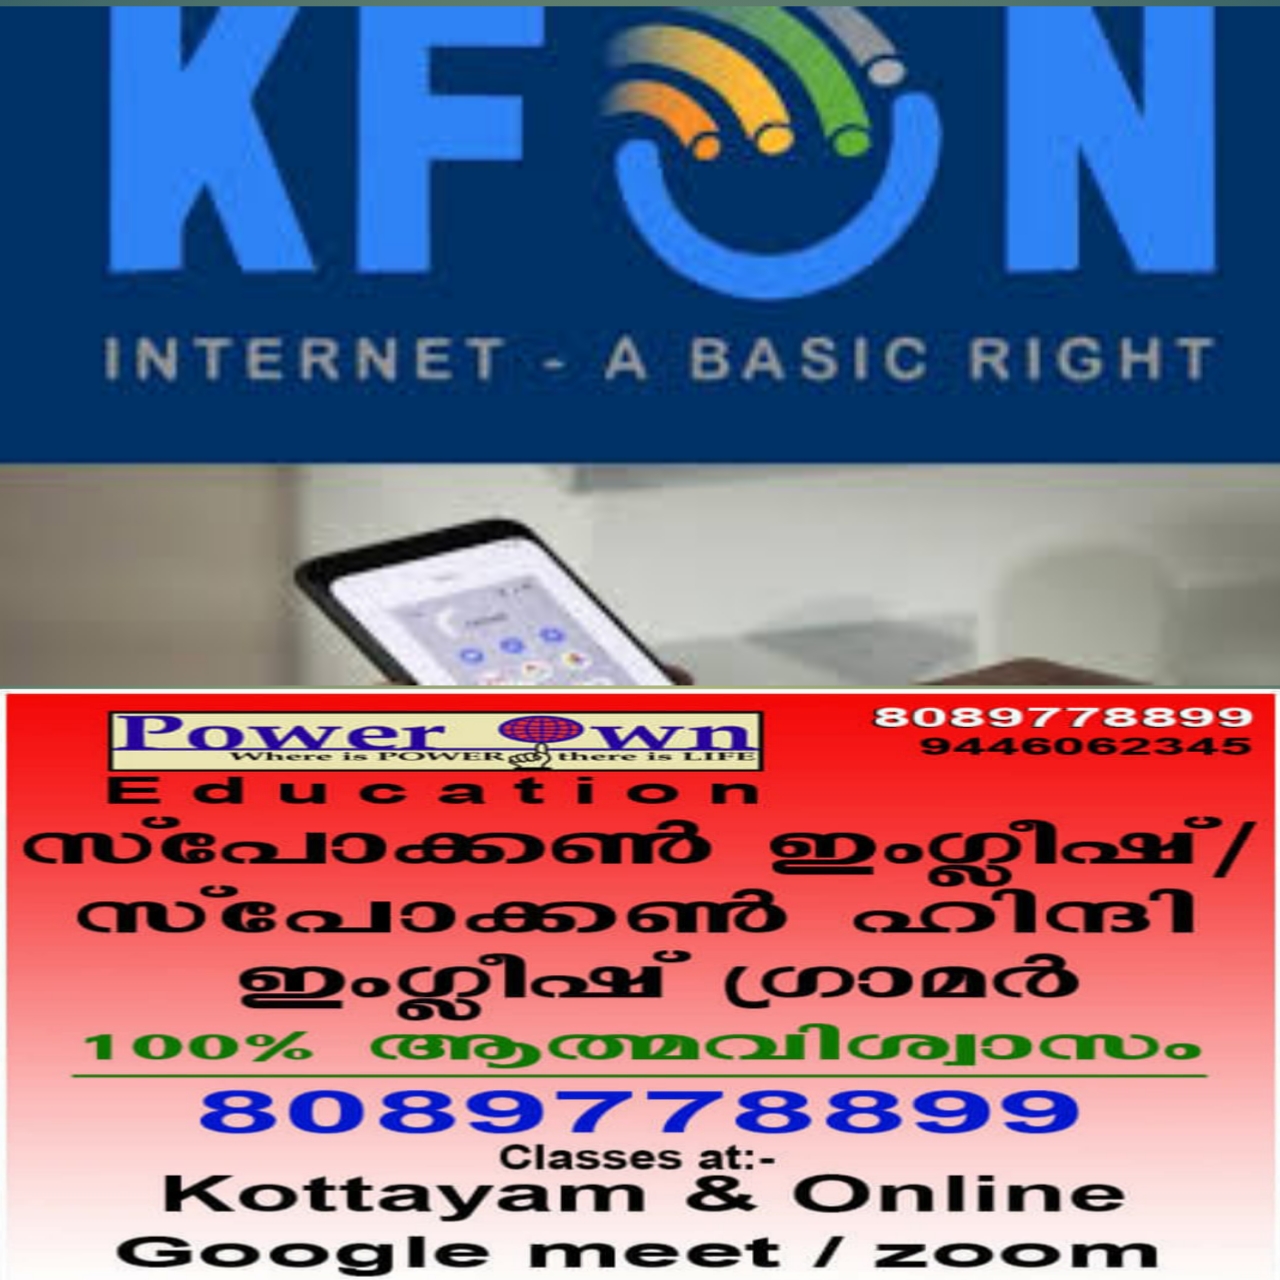 KFON
INTERNET - A BASIC RIGHT
Power Own
Where is POWER there is LIFE
Education
8089778899
9446062345
സ്പോക്കൺ ഇംഗ്ലീഷ്/
സ്പോക്കൺ ഹിന്ദി
ഇംഗ്ലീഷ് ഗ്രാമർ
100% ആത്മവിശ്വാസം
8089778899
Classes at:-
Kottayam & Online
Google meet / zoom